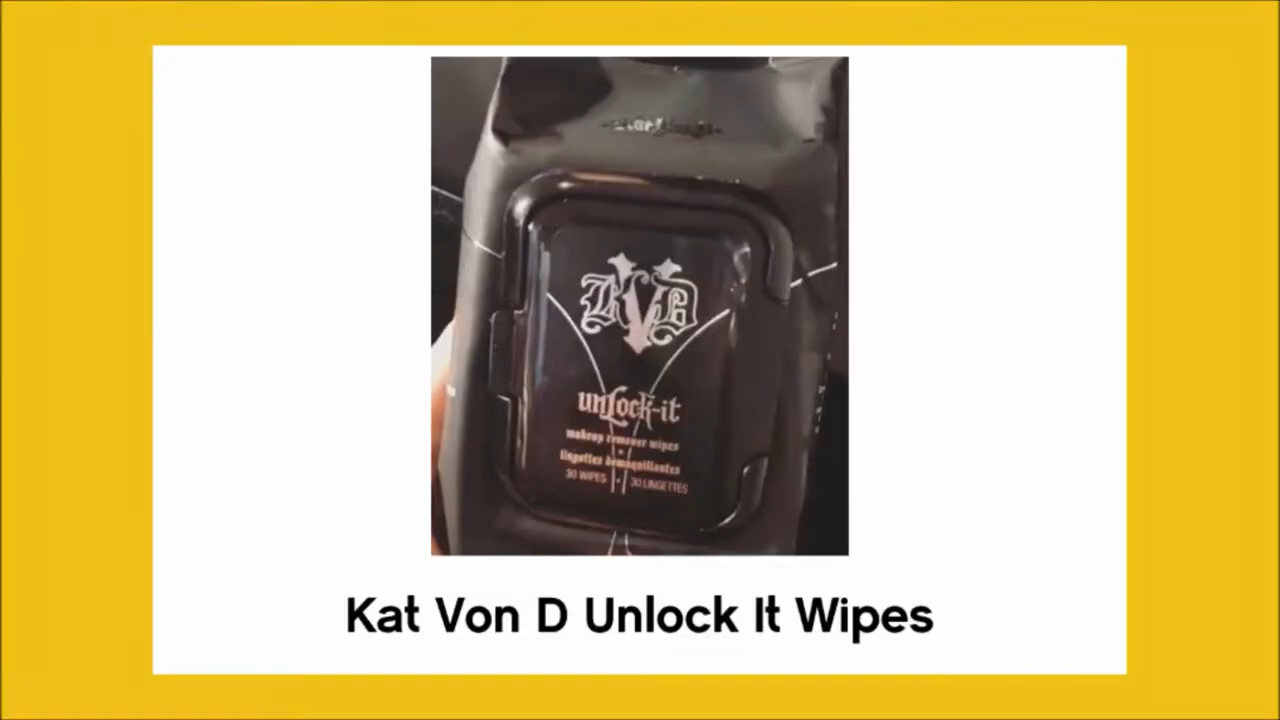 KVD
unLock-it
makeup remover wipes
lingettes démaquillantes
30 WIPES • 30 LINGETTES
Kat Von D Unlock It Wipes